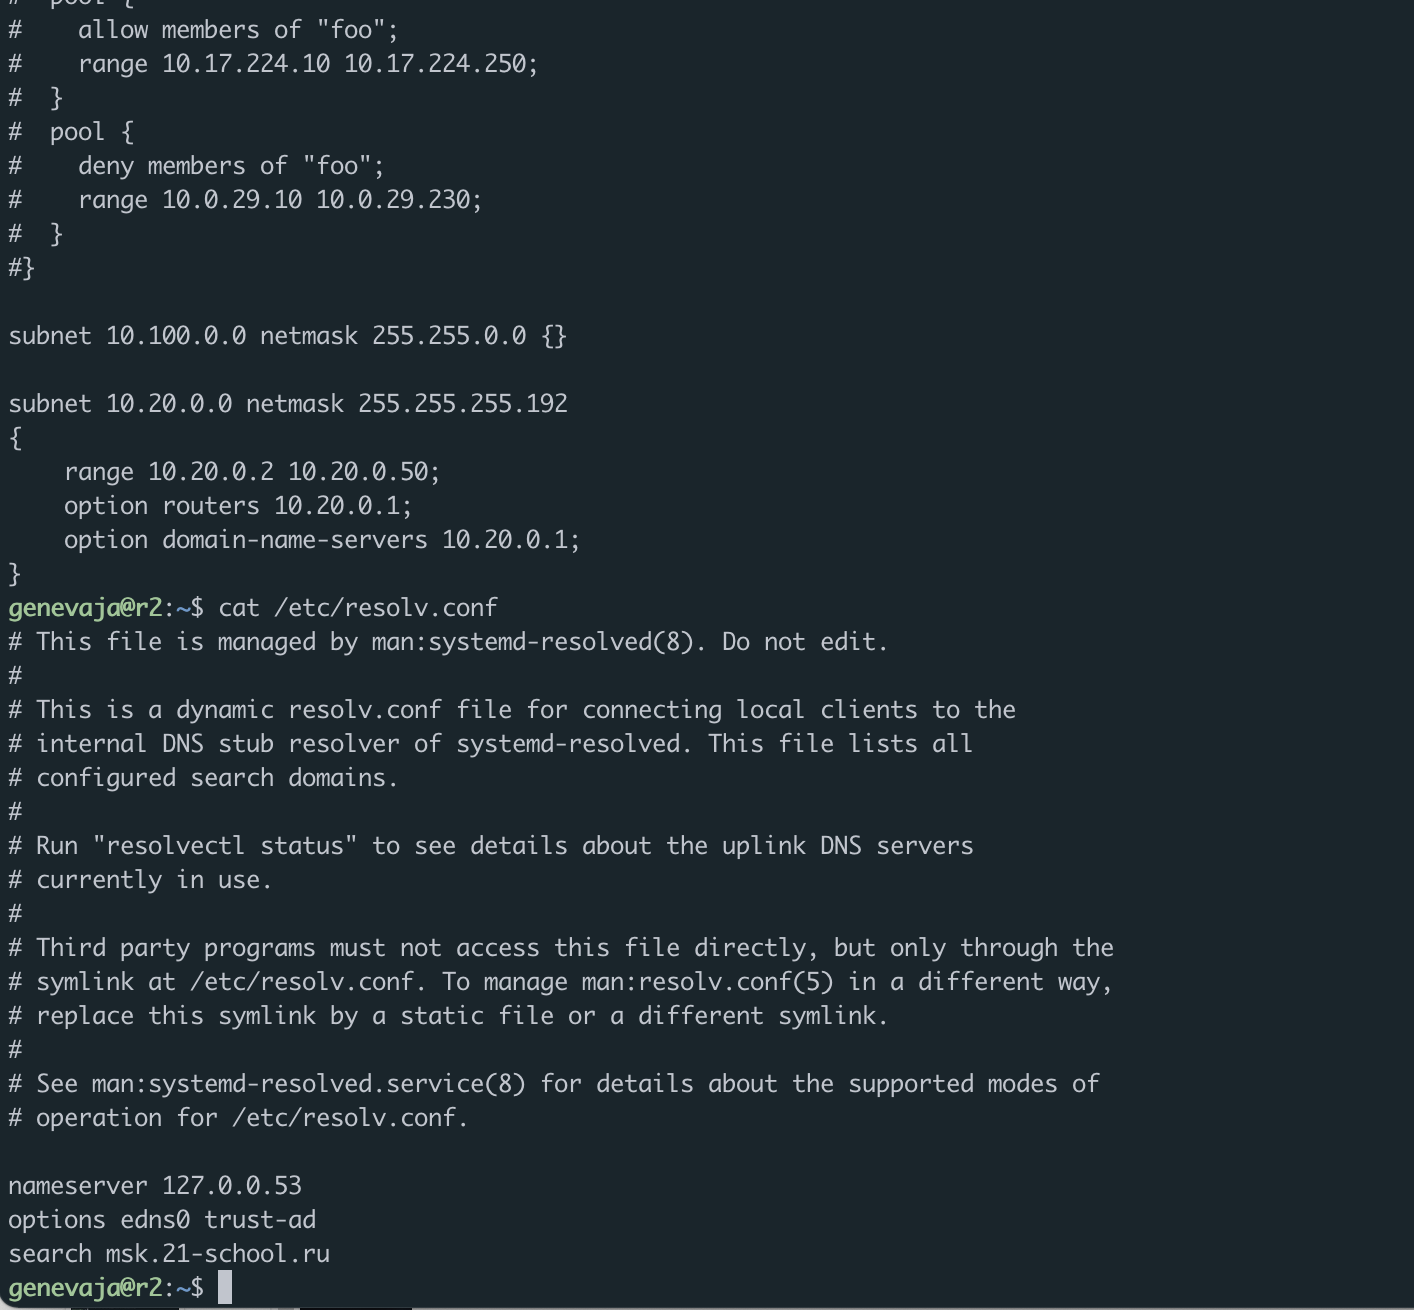 #  pool {
#    allow members of "foo";
#    range 10.17.224.10 10.17.224.250;
#  }
#  pool {
#    deny members of "foo";
#    range 10.0.29.10 10.0.29.230;
#  }
#}
subnet 10.100.0.0 netmask 255.255.0.0 {}
subnet 10.20.0.0 netmask 255.255.255.192
{
    range 10.20.0.2 10.20.0.50;
    option routers 10.20.0.1;
    option domain-name-servers 10.20.0.1;
}
genevaja@r2:~$ cat /etc/resolv.conf
# This file is managed by man:systemd-resolved(8). Do not edit.
#
# This is a dynamic resolv.conf file for connecting local clients to the
# internal DNS stub resolver of systemd-resolved. This file lists all
# configured search domains.
#
# Run "resolvectl status" to see details about the uplink DNS servers
# currently in use.
#
# Third party programs must not access this file directly, but only through the
# symlink at /etc/resolv.conf. To manage man:resolv.conf(5) in a different way,
# replace this symlink by a static file or a different symlink.
#
# See man:systemd-resolved.service(8) for details about the supported modes of
# operation for /etc/resolv.conf.
nameserver 127.0.0.53
options edns0 trust-ad
search msk.21-school.ru
genevaja@r2:~$